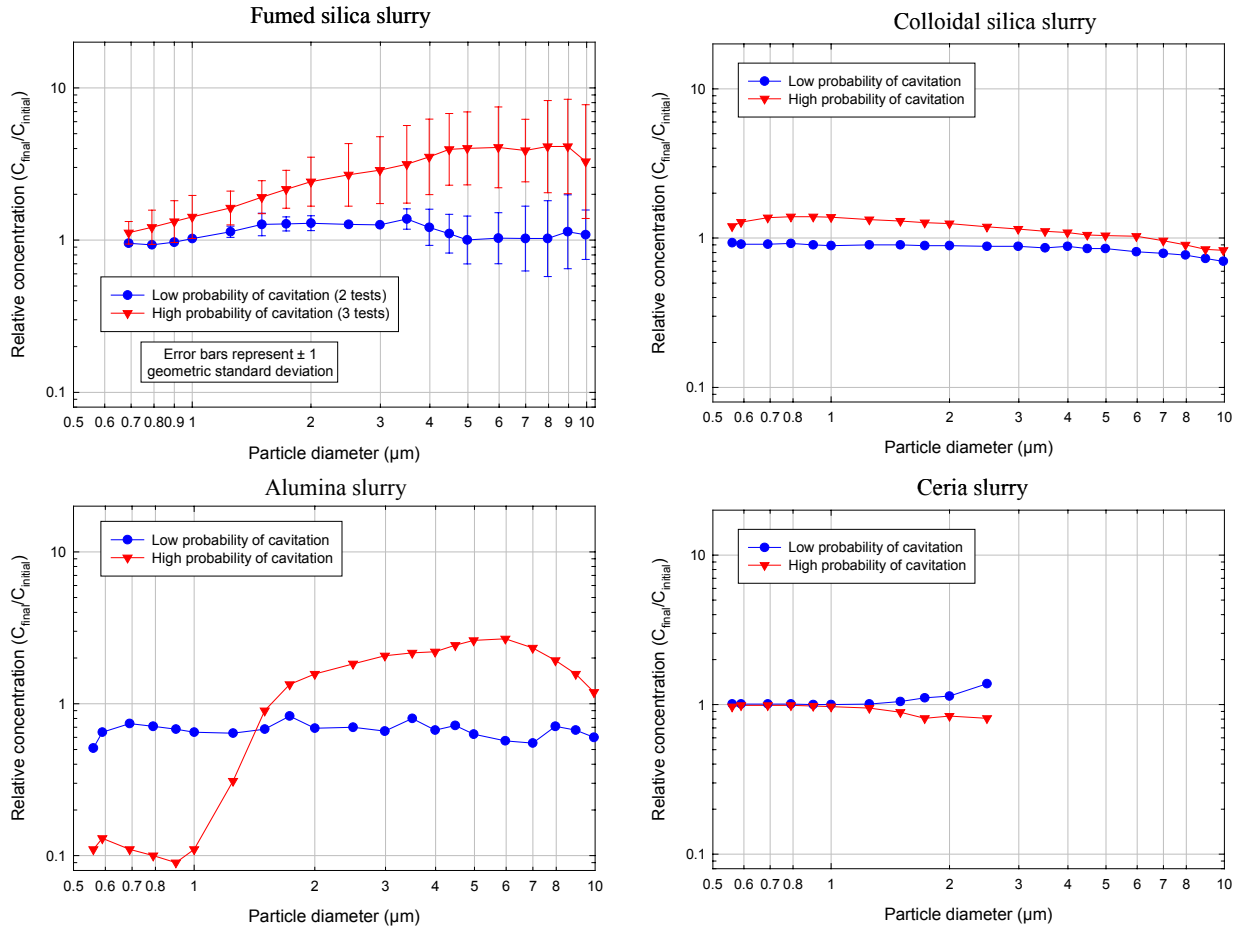 Fumed silica slurry
Relative concentration (C_final/C_initial)
10
1
0.1
Low probability of cavitation (2 tests)
High probability of cavitation (3 tests)
Error bars represent ± 1
geometric standard deviation
0.5 0.6 0.7 0.8 0.9 1 2 3 4 5 6 7 8 9 10
Particle diameter (µm)
Colloidal silica slurry
Relative concentration (C_final/C_initial)
10
1
0.1
Low probability of cavitation
High probability of cavitation
0.5 0.6 0.7 0.8 1 2 3 4 5 6 7 8 10
Particle diameter (µm)
Alumina slurry
Relative concentration (C_final/C_initial)
10
1
0.1
Low probability of cavitation
High probability of cavitation
0.5 0.6 0.7 0.8 1 2 3 4 5 6 7 8 10
Particle diameter (µm)
Ceria slurry
Relative concentration (C_final/C_initial)
10
1
0.1
Low probability of cavitation
High probability of cavitation
0.5 0.6 0.7 0.8 1 2 3 4 5 6 7 8 10
Particle diameter (µm)